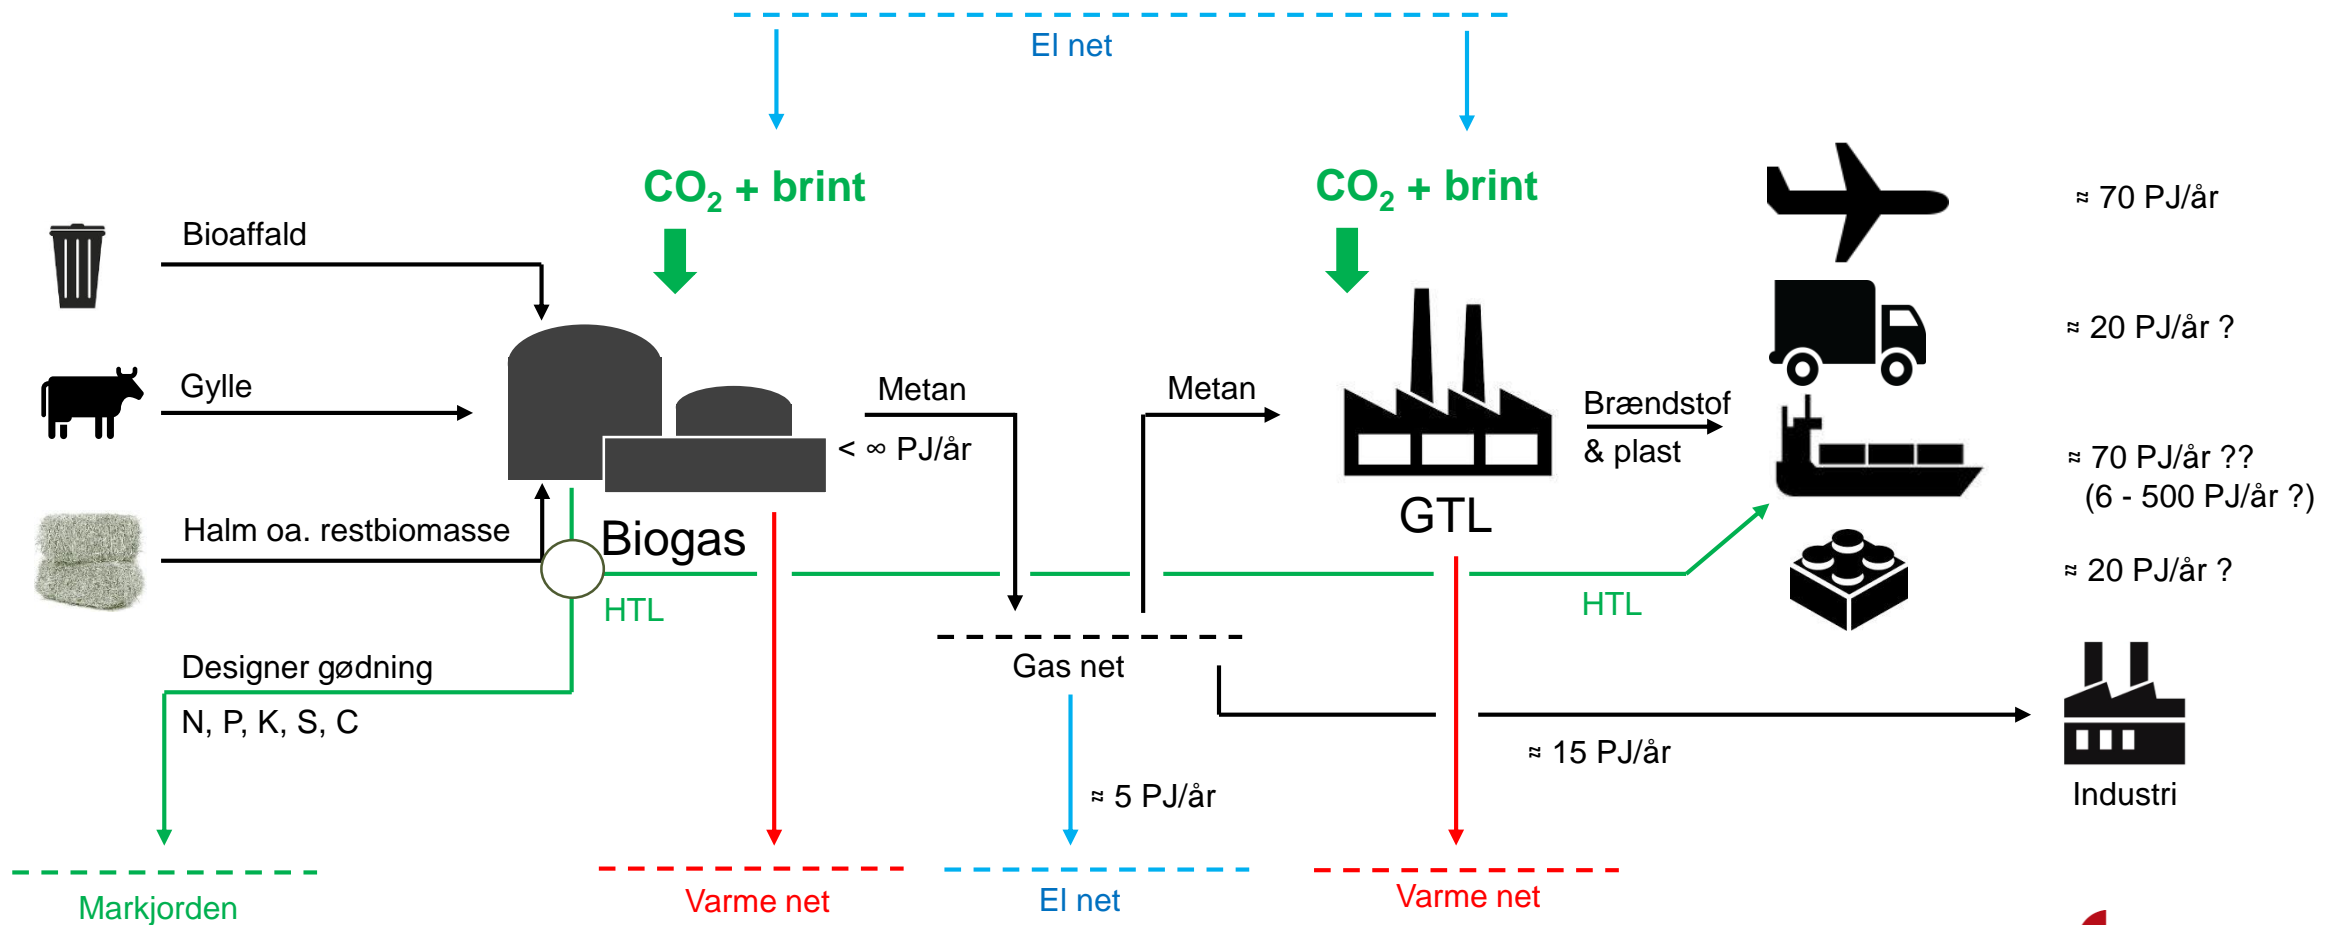 El net
CO2 + brint
CO2 + brint
Bioaffald
≈ 70 PJ/år
≈ 20 PJ/år ?
Gylle
Metan
< ∞ PJ/år
Metan
Brændstof
& plast
≈ 70 PJ/år ??
(6 - 500 PJ/år ?)
Halm oa. restbiomasse
Biogas
GTL
≈ 20 PJ/år ?
HTL
HTL
Designer gødning
N, P, K, S, C
Gas net
≈ 15 PJ/år
≈ 5 PJ/år
Industri
Markjorden
Varme net
El net
Varme net